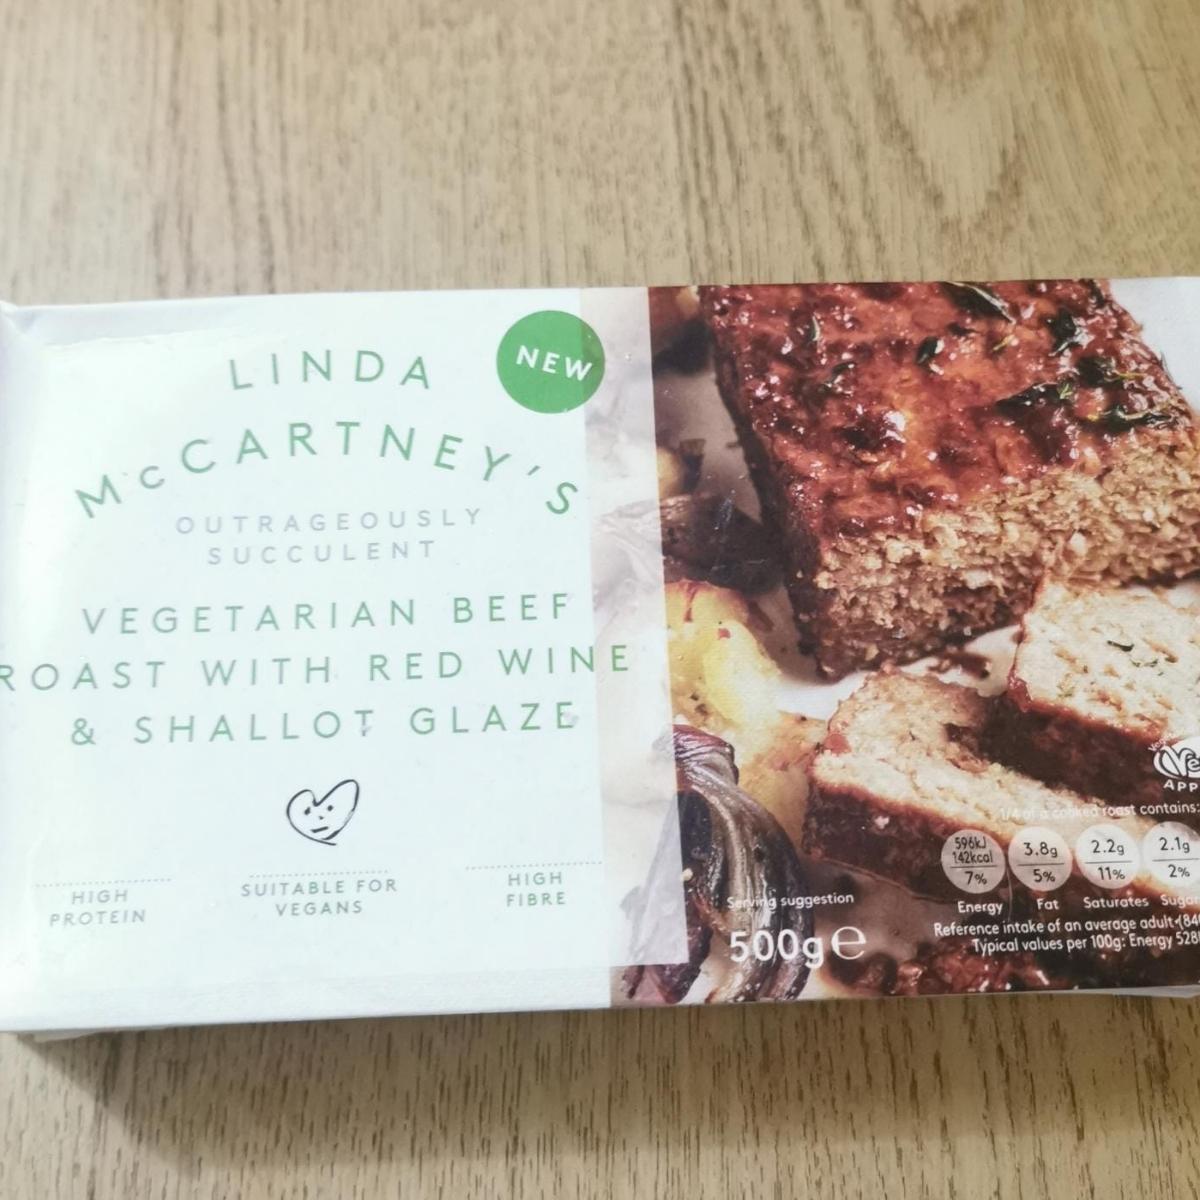 LINDA
McCARTNEY'S
NEW
OUTRAGEOUSLY
SUCCULENT
VEGETARIAN BEEF
ROAST WITH RED WINE
& SHALLOT GLAZE
HIGH
PROTEIN
SUITABLE FOR
VEGANS
HIGH
FIBRE
Serving suggestion
500g e
1/4 of a cooked roast contains:
596kJ 3.8g 2.2g 2.1g
142kcal
7% 5% 11% 2%
Energy Fat Saturates
Reference intake of an average adult
Typical values per 100g: Energy